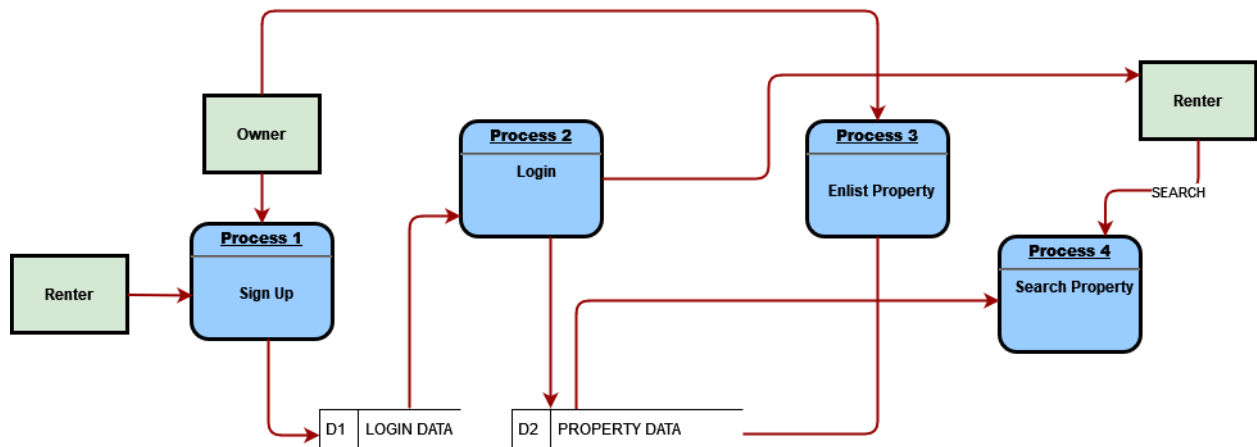 Owner
Renter
Process 1
Sign Up
Process 2
Login
Process 3
Enlist Property
Renter
SEARCH
Process 4
Search Property
D1 LOGIN DATA
D2 PROPERTY DATA